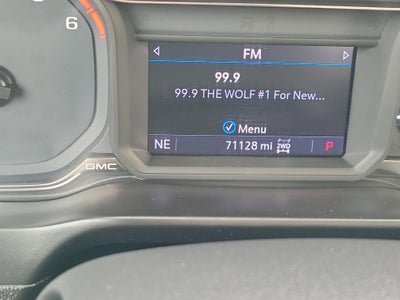 6
FM
99.9
99.9 THE WOLF #1 For New...
Menu
NE 71128 mi 2WD P
GMC